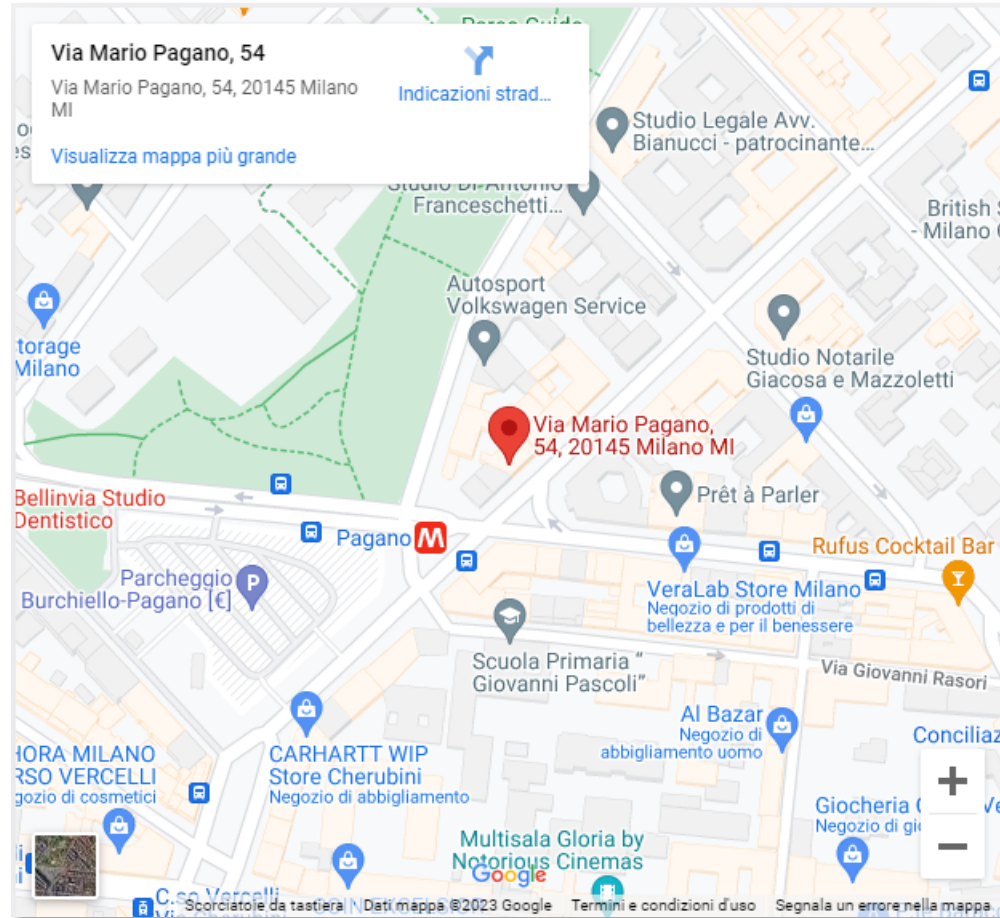 Parco Guido
Via Mario Pagano, 54
Via Mario Pagano, 54, 20145 Milano
MI
Indicazioni strad...
Visualizza mappa più grande
Studio Legale Avv.
Bianucci - patrocinante...
Studio Di Antonio
Franceschetti...
British
- Milano
Autosport
Volkswagen Service
torage
Milano
Studio Notarile
Giacosa e Mazzoletti
Via Mario Pagano,
54, 20145 Milano MI
Bellinvia Studio
Dentistico
Prêt à Parler
Pagano
M
Rufus Cocktail Bar
Parcheggio
Burchiello-Pagano [€]
P
VeraLab Store Milano
Negozio di prodotti di
bellezza e per il benessere
Scuola Primaria "
Giovanni Pascoli"
Via Giovanni Rasori
Al Bazar
Negozio di
abbigliamento uomo
Conciliaz
HORA MILANO
RSO VERCELLI
gozio di cosmetici
CARHARTT WIP
Store Cherubini
Negozio di abbigliamento
+
Giocheria
Negozio di gio
−
Multisala Gloria by
Notorious Cinemas
Google
C.so Vercelli
Scorciatoie da tastiera
Dati mappa ©2023 Google
Termini e condizioni d'uso
Segnala un errore nella mappa